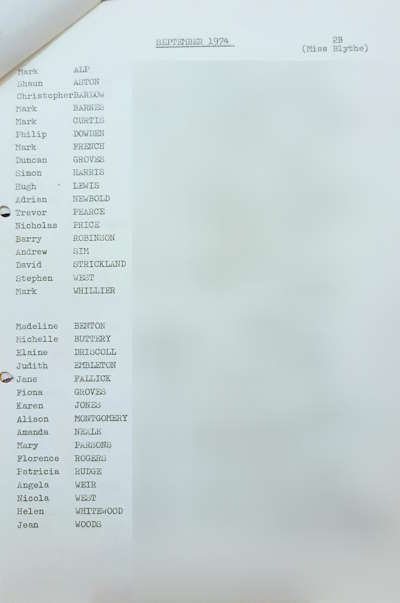 SEPTEMBER 1974
2B
(Miss Blythe)
Mark ALP
Shaun ASTON
Christopher BARLOW
Mark BARNES
Mark CURTIS
Philip DOWDEN
Mark FRENCH
Duncan GROVES
Simon HARRIS
Hugh LEWIS
Adrian NEWBOLD
Trevor PEARCE
Nicholas PRICE
Barry ROBINSON
Andrew SIM
David STRICKLAND
Stephen WEST
Mark WHILLIER
Madeline BENTON
Michelle BUTTERY
Elaine DRISCOLL
Judith EMBLETON
Jane FALLICK
Fiona GROVES
Karen JONES
Alison MONTGOMERY
Amanda NEALE
Mary PARSONS
Florence ROGERS
Patricia RUDGE
Angela WEIR
Nicola WEST
Helen WHITEWOOD
Jean WOODS